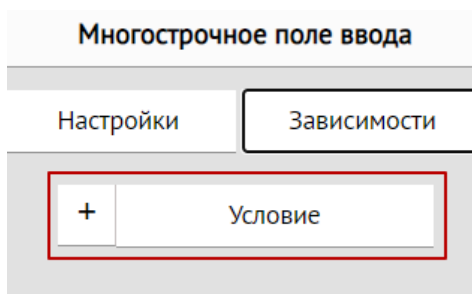 Многострочное поле ввода
Настройки Зависимости
+ Условие